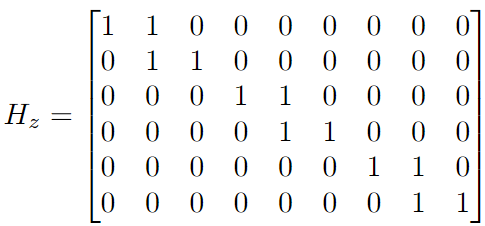 1 1 0 0 0 0 0 0 0
0 1 1 0 0 0 0 0 0
0 0 0 1 1 0 0 0 0
H_z = 0 0 0 0 1 1 0 0 0
0 0 0 0 0 0 1 1 0
0 0 0 0 0 0 0 1 1